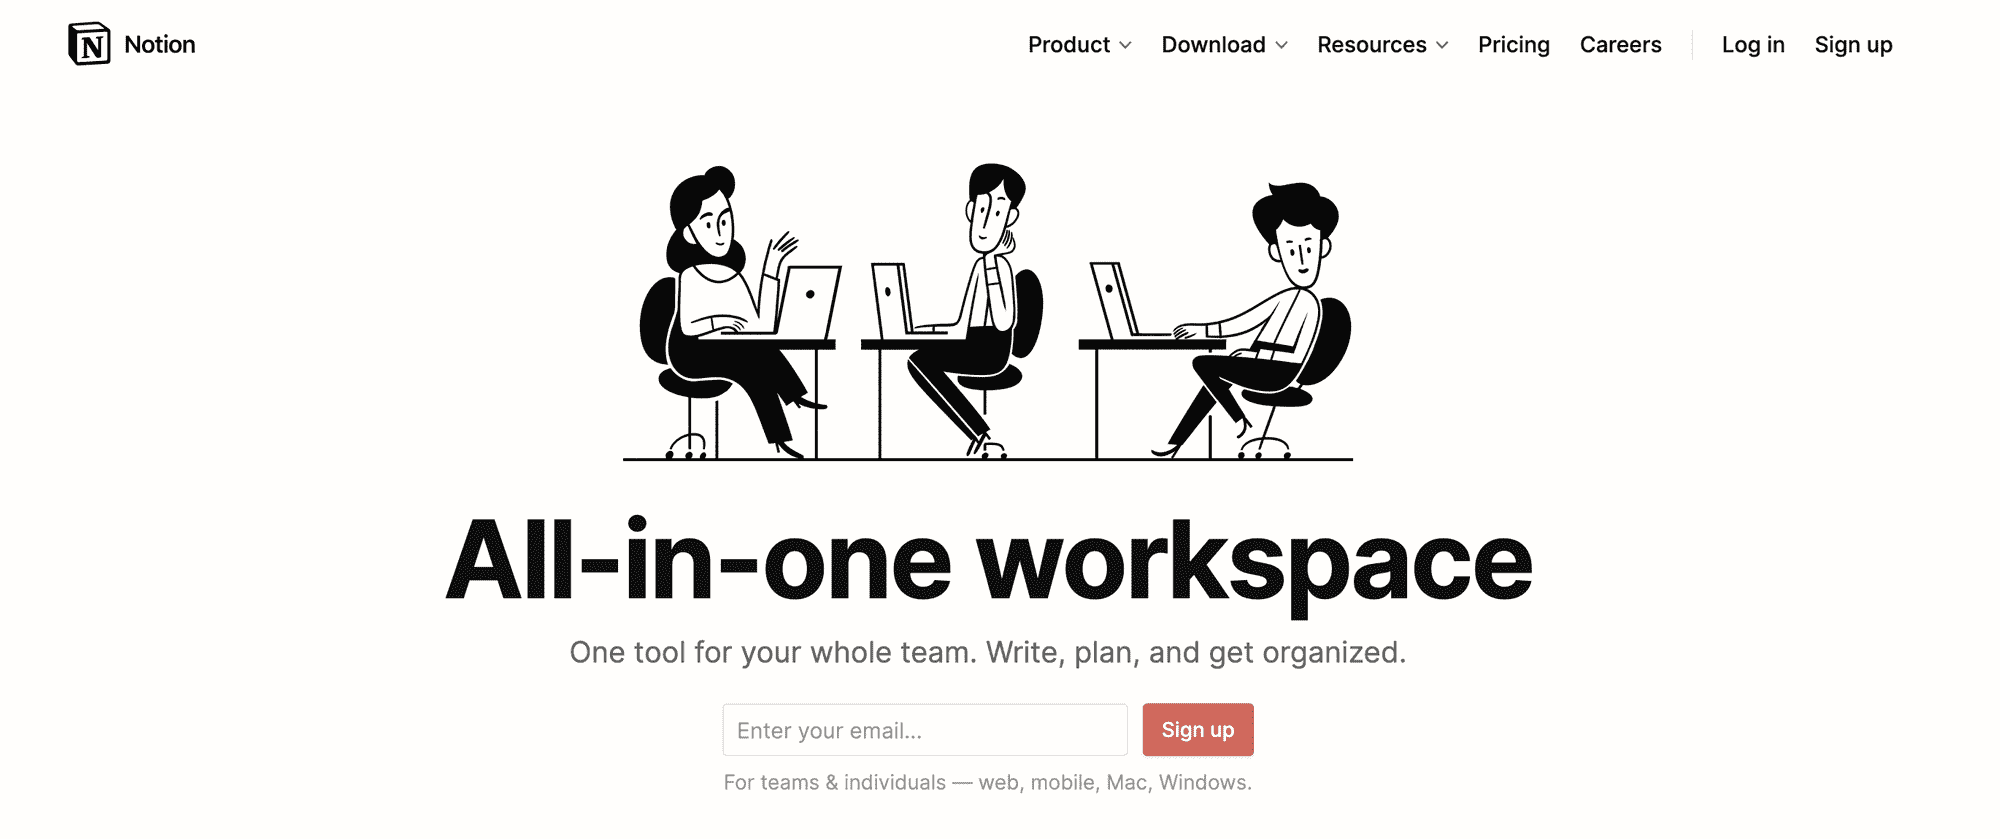 N Notion
Product Download Resources Pricing Careers Log in Sign up
All-in-one workspace
One tool for your whole team. Write, plan, and get organized.
Enter your email... Sign up
For teams & individuals — web, mobile, Mac, Windows.